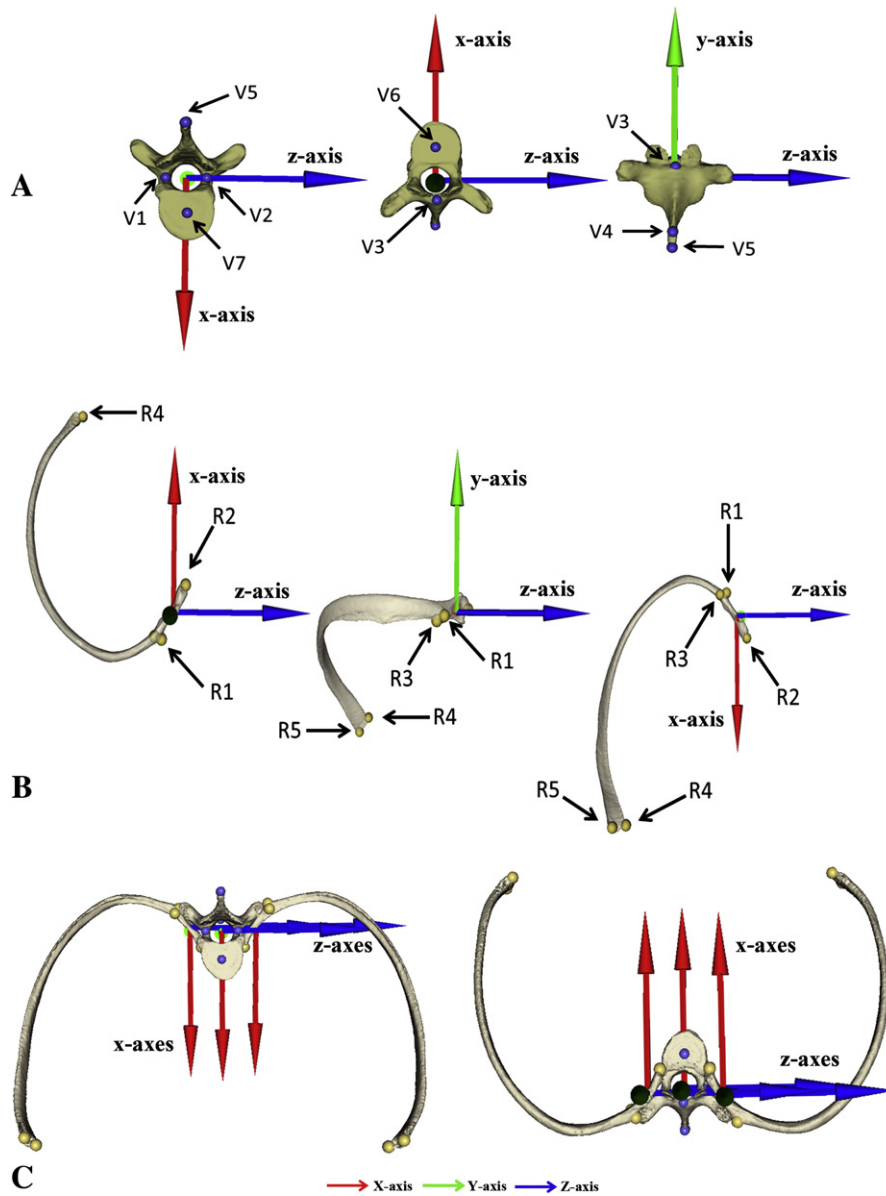 x-axis
y-axis
V5
V6
V3
z-axis
z-axis
z-axis
A
V1
V2
V3
V4
V5
V7
x-axis
R4
x-axis
y-axis
R2
R1
z-axis
z-axis
z-axis
R3
R1
R3
R2
R1
R4
x-axis
R5
B
R5
R4
z-axes
x-axes
x-axes
z-axes
C
X-axis Y-axis Z-axis